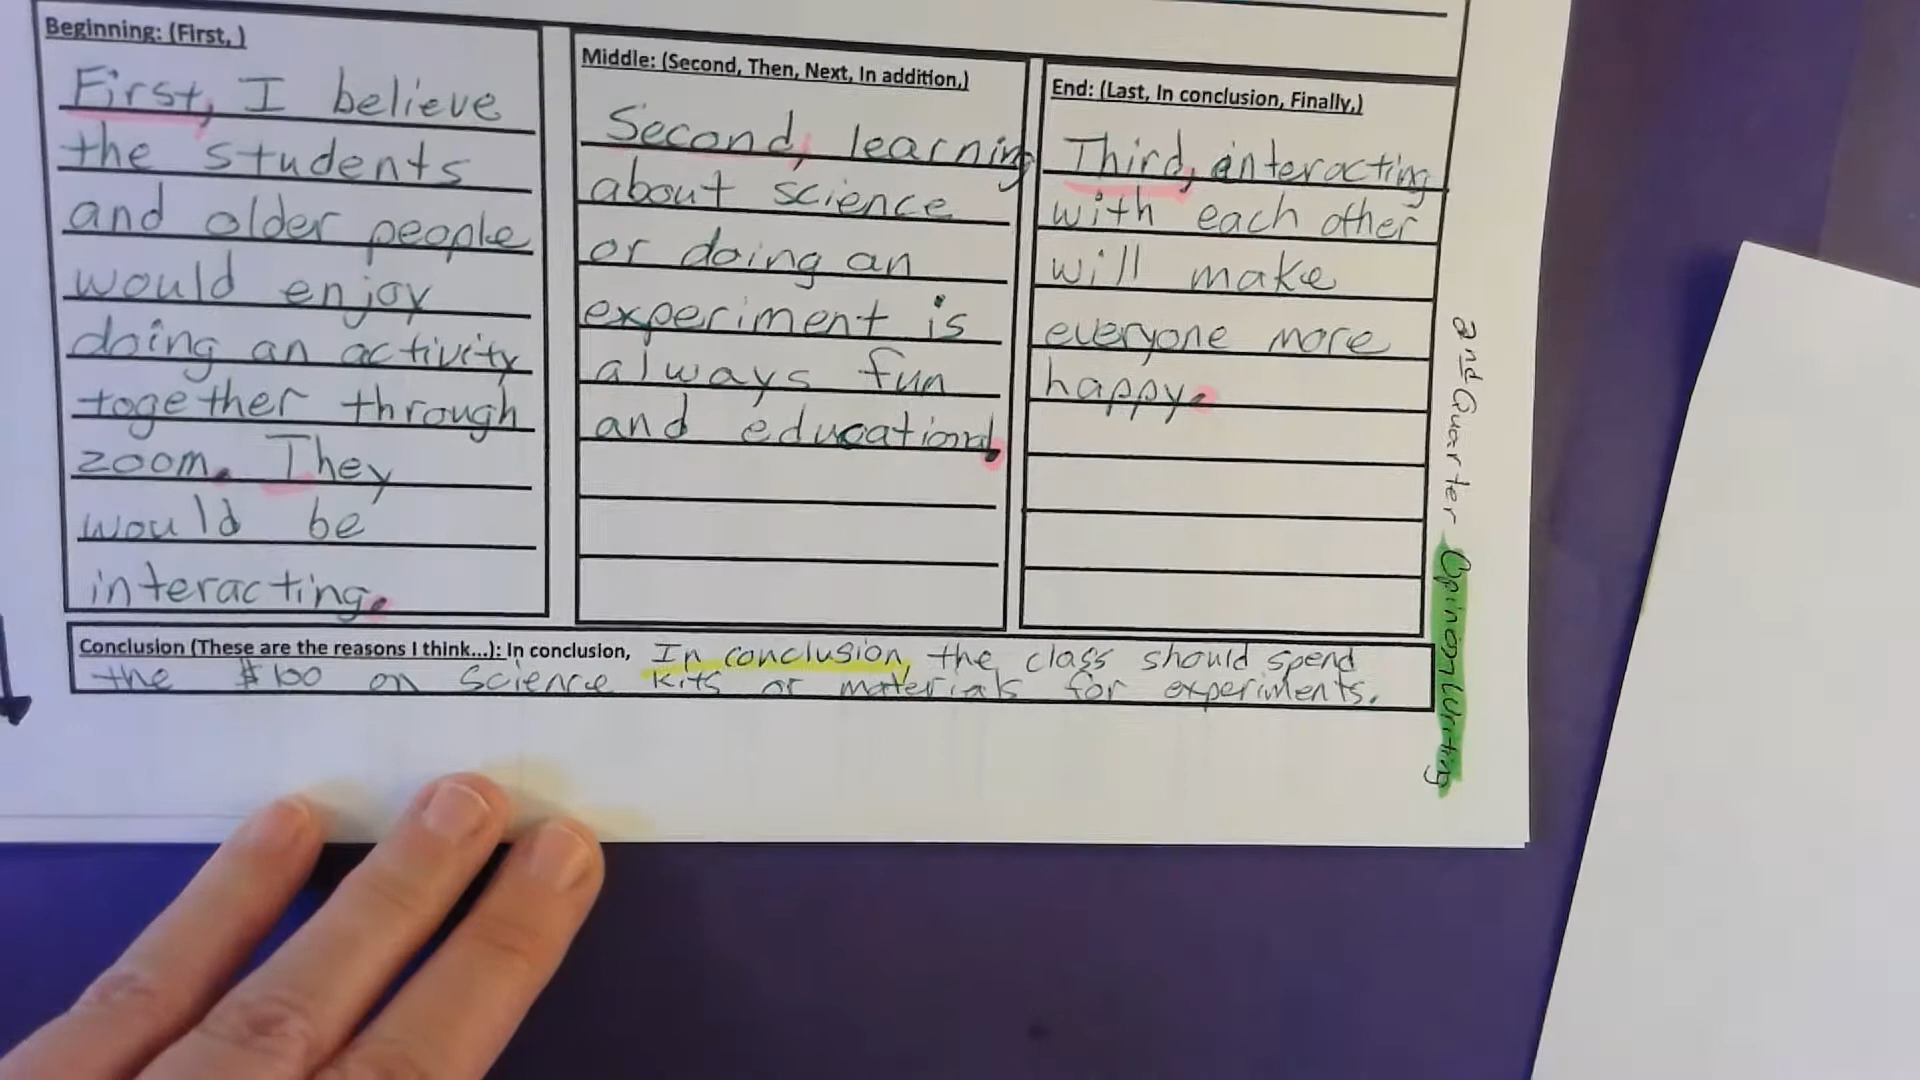 Beginning: (First, )
First, I believe
the students
and older people
would enjoy
doing an activity
together through
zoom. They
would be
interacting.
Middle: (Second, Then, Next, In addition,)
Second, learning
about science
or doing an
experiment is
always fun
and educational.
End: (Last, In conclusion, Finally,)
Third, interacting
with each other
will make
everyone more
happy.
Conclusion (These are the reasons I think...): In conclusion, In conclusion, the class should spend
the $100 on science kits or materials for experiments.
2nd Quarter - Opinion Writing